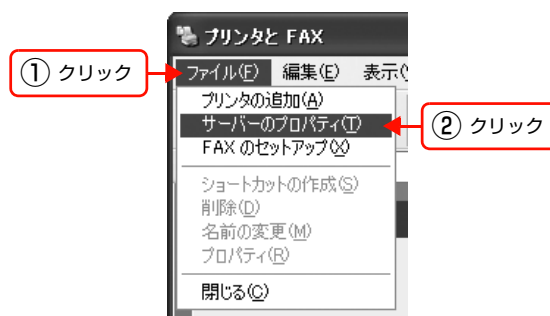 プリンタと FAX
① クリック
ファイル(F) 編集(E) 表示(
プリンタの追加(A)
サーバーのプロパティ(T)
② クリック
FAX のセットアップ(X)
ショートカットの作成(S)
削除(D)
名前の変更(M)
プロパティ(R)
閉じる(C)